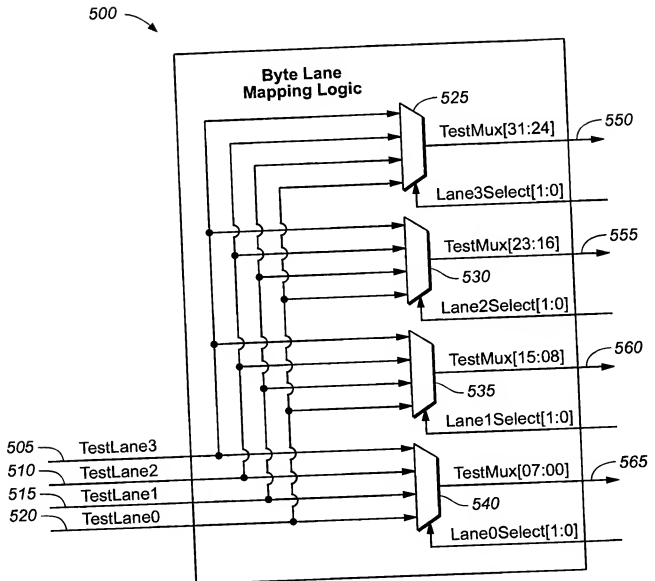 500
Byte Lane
Mapping Logic
525
TestMux[31:24]
550
Lane3Select[1:0]
TestMux[23:16]
555
530
Lane2Select[1:0]
TestMux[15:08]
560
535
Lane1Select[1:0]
505
TestLane3
510
TestLane2
515
TestLane1
520
TestLane0
TestMux[07:00]
565
540
Lane0Select[1:0]